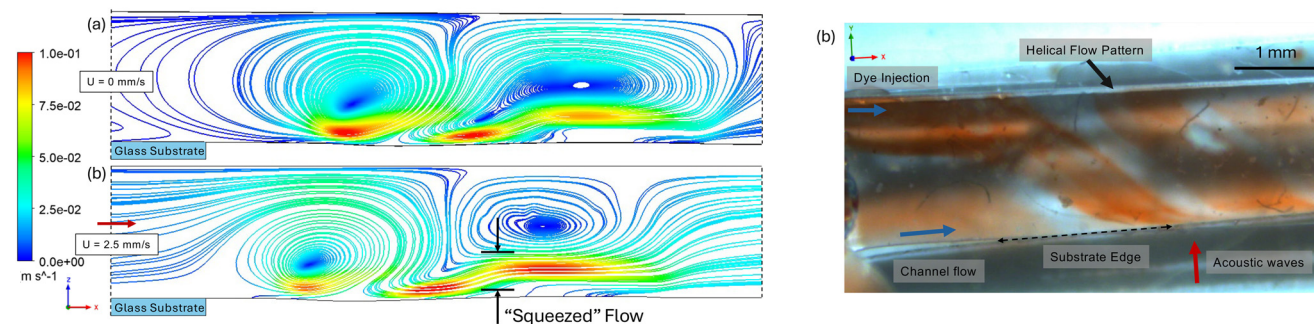 (a)
1.0e-01
7.5e-02
5.0e-02
2.5e-02
0.0e+00
m s^-1
U = 0 mm/s
Glass Substrate
(b)
U = 2.5 mm/s
Glass Substrate
z
x
"Squeezed" Flow
(b)
Y
x
Helical Flow Pattern
1 mm
Dye Injection
Channel flow
Substrate Edge
Acoustic waves